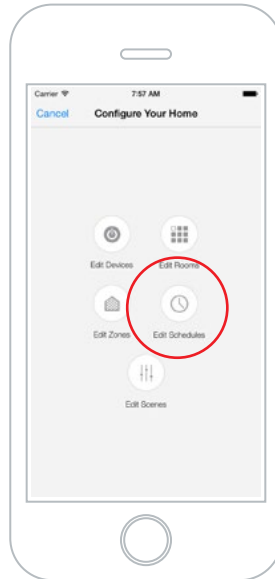 Carrier 7:57 AM
Cancel Configure Your Home
Edit Devices Edit Rooms
Edit Zones Edit Schedules
Edit Scenes